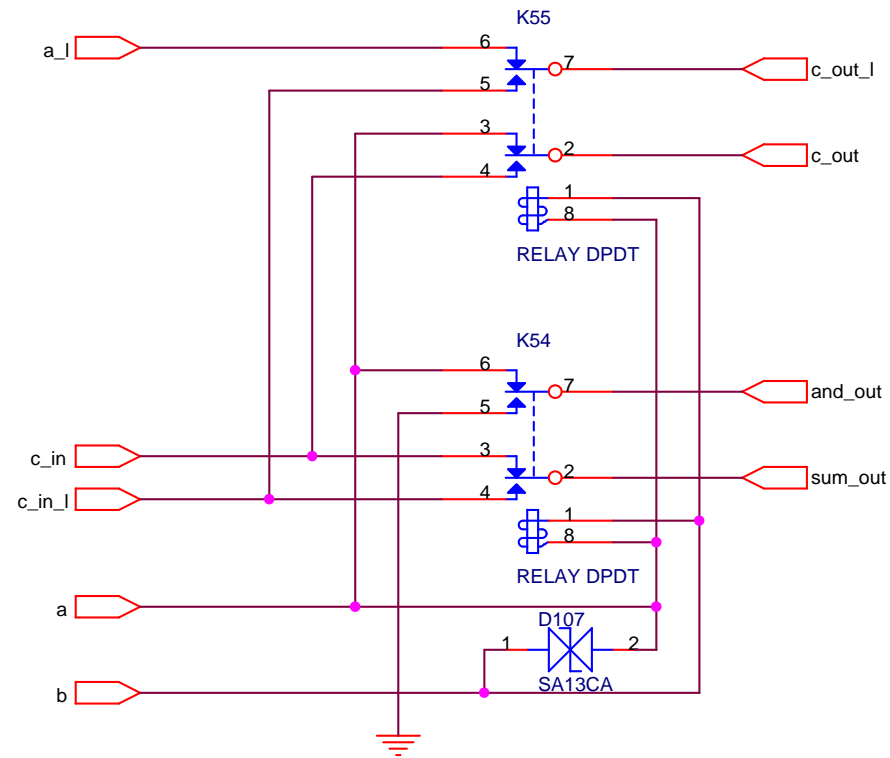 K55
a_l
6
7
c_out_l
5
3
2
c_out
4
1
8
RELAY DPDT
K54
6
7
and_out
5
c_in
3
2
sum_out
c_in_l
4
1
8
RELAY DPDT
a
D107
1
2
SA13CA
b